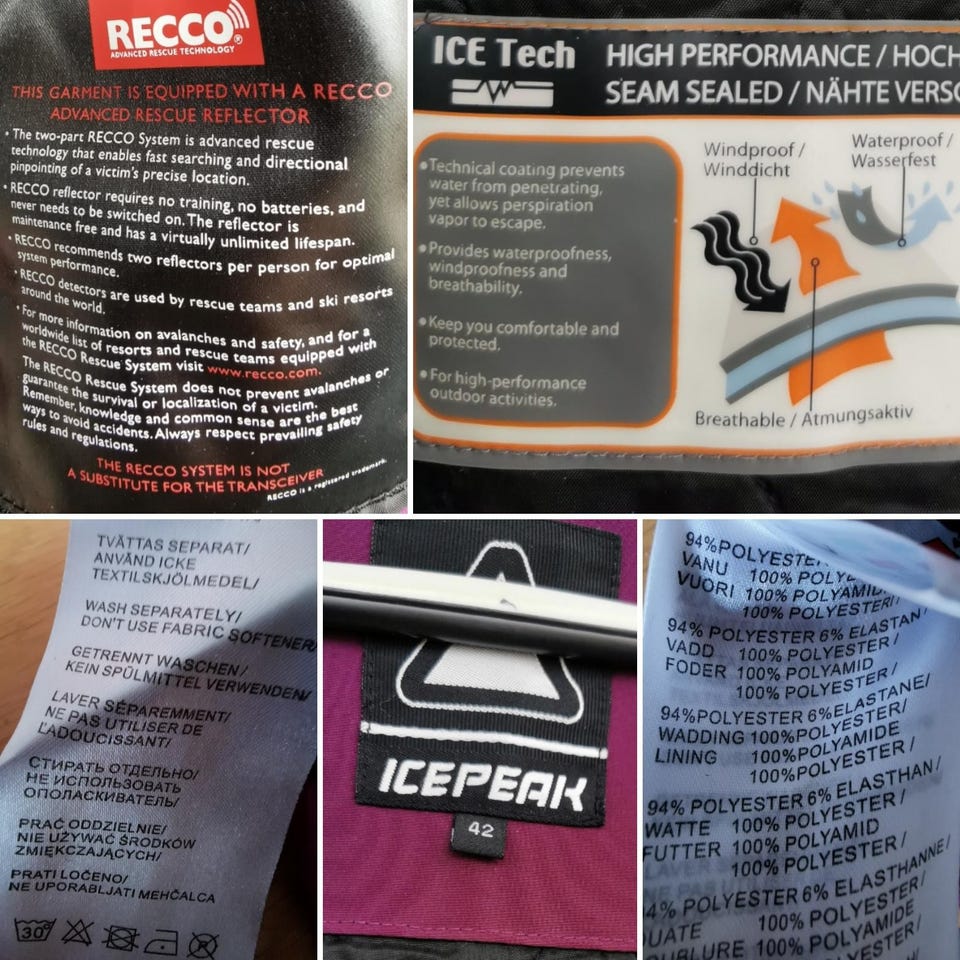 RECCO®
ADVANCED RESCUE TECHNOLOGY
THIS GARMENT IS EQUIPPED WITH A RECCO
ADVANCED RESCUE REFLECTOR
• The two-part RECCO System is advanced rescue
technology that enables fast searching and directional
pinpointing of a victim's precise location.
• RECCO reflector requires no training, no batteries, and
never needs to be switched on. The reflector is
maintenance free and has a virtually unlimited lifespan.
• RECCO recommends two reflectors per person for optimal
system performance.
• RECCO detectors are used by rescue teams and ski resorts
around the world.
• For more information on avalanches and safety, and for a
worldwide list of resorts and rescue teams equipped with
the RECCO Rescue System visit www.recco.com.
The RECCO Rescue System does not prevent avalanches or
guarantee the survival or localization of a victim.
Remember, knowledge and common sense are the best
ways to avoid accidents. Always respect prevailing safety
rules and regulations.
THE RECCO SYSTEM IS NOT
A SUBSTITUTE FOR THE TRANSCEIVER
RECCO is a registered trademark.
ICE Tech
HIGH PERFORMANCE / HOCH
SEAM SEALED / NÄHTE VERSC
• Technical coating prevents
water from penetrating,
yet allows perspiration
vapor to escape.
• Provides waterproofness,
windproofness and
breathability.
• Keep you comfortable and
protected.
• For high-performance
outdoor activities.
Windproof /
Winddicht
Waterproof /
Wasserfest
Breathable / Atmungsaktiv
TVÄTTAS SEPARAT/
ANVÄND ICKE
TEXTILSKJÖLMEDEL/
WASH SEPARATELY/
DON'T USE FABRIC SOFTENER/
GETRENNT WASCHEN/
KEIN SPÜLMITTEL VERWENDEN/
LAVER SÉPAREMMENT/
NE PAS UTILISER DE
L'ADOUCISSANT/
СТИРАТЬ ОТДЕЛЬНО/
НЕ ИСПОЛЬЗОВАТЬ
ОПОЛАСКИВАТЕЛЬ/
PRAĆ ODDZIELNIE/
NIE UŻYWAĆ ŚRODKÓW
ZMIĘKCZAJĄCYCH/
PRATI LOČENO/
NE UPORABLJATI MEHČALCA
30°
ICEPEAK
42
94%POLYESTE
VANU 100% POLY
VUORI 100% POLYAMI
100% POLYESTERI/
94% POLYESTER 6% ELASTAN
VADD 100% POLYESTER/
FODER 100% POLYAMID
100% POLYESTER/
94%POLYESTER 6%ELASTANE/
WADDING 100%POLYESTER/
LINING 100%POLYAMIDE
100%POLYESTER/
94% POLYESTER 6% ELASTHAN/
WATTE 100% POLYESTER/
FUTTER 100% POLYAMID
100% POLYESTER/
4% POLYESTER 6% ELASTHANNE/
UATE 100% POLYESTER/
OUBLURE 100% POLYAMIDE
100% POLYESTER/